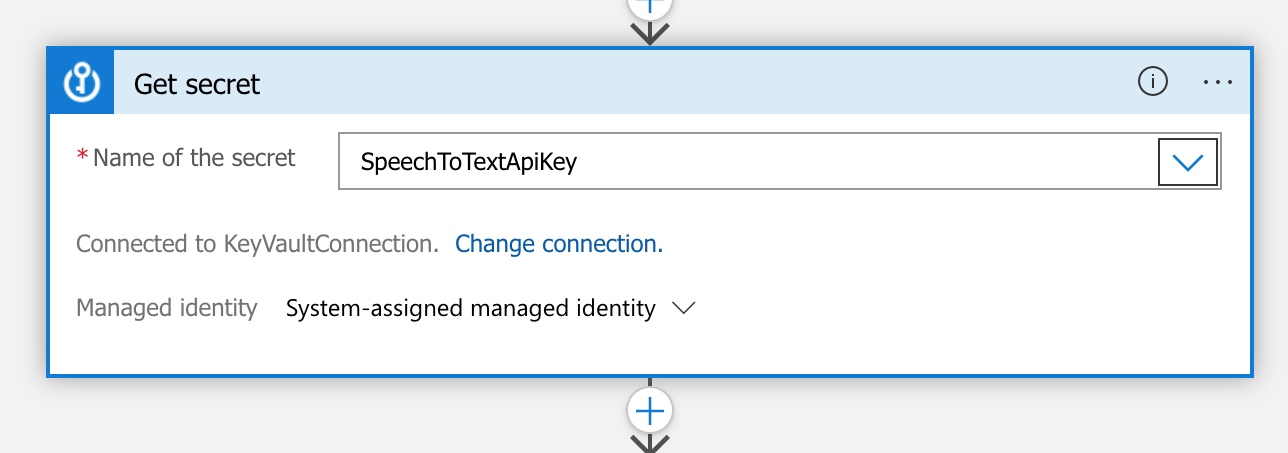 Get secret
* Name of the secret SpeechToTextApiKey
Connected to KeyVaultConnection. Change connection.
Managed identity System-assigned managed identity